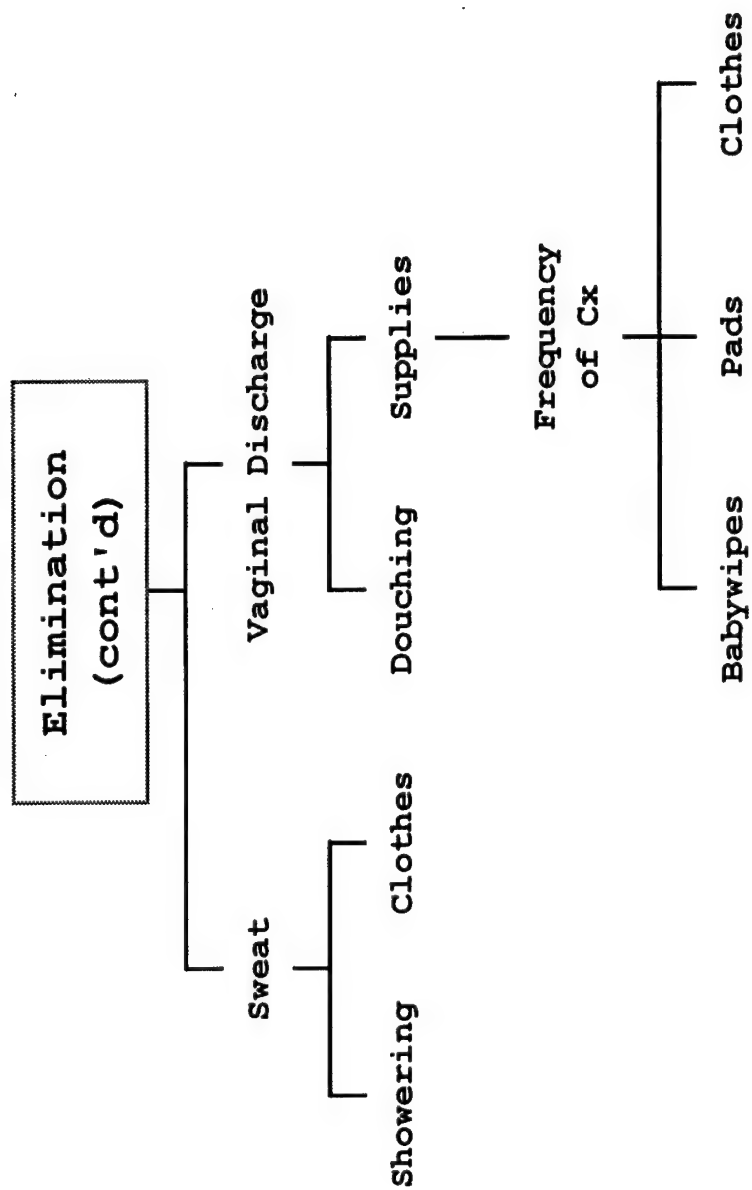 Elimination
(cont'd)
Sweat
Vaginal Discharge
Showering
Clothes
Douching
Supplies
Frequency
of Cx
Babywipes
Pads
Clothes